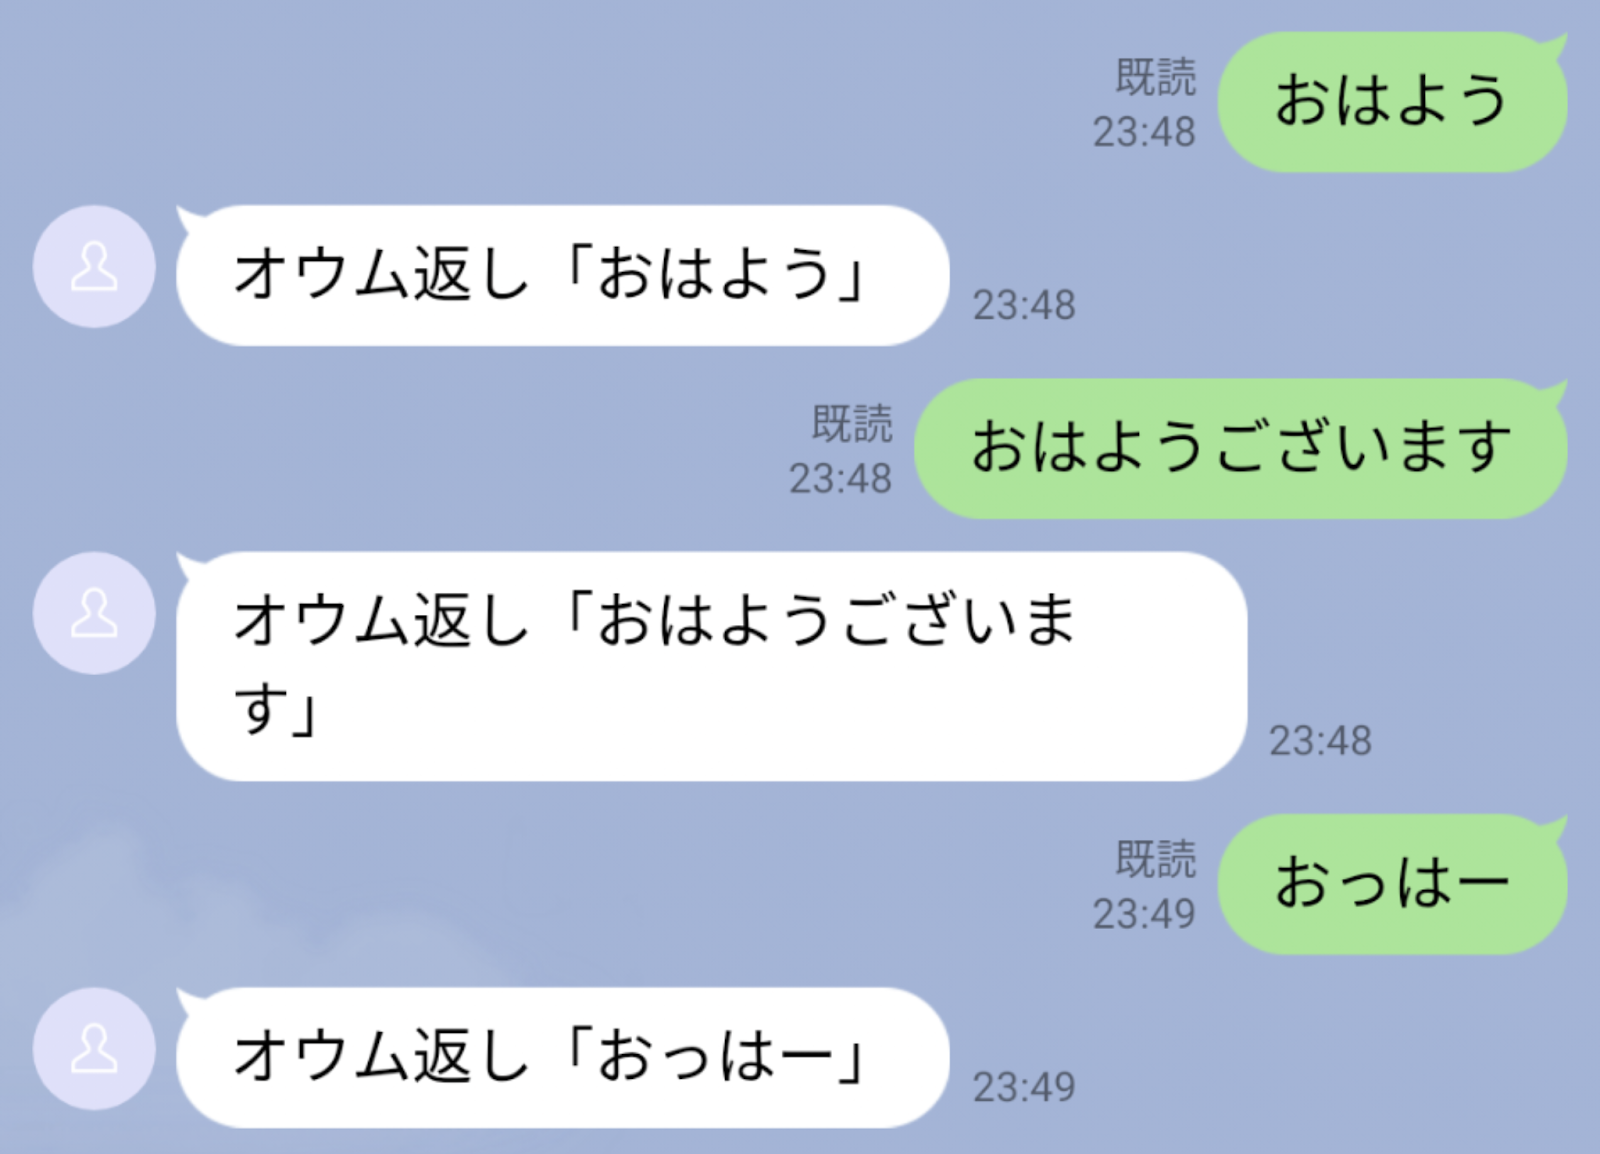 おはよう
既読
23:48
オウム返し「おはよう」
23:48
おはようございます
既読
23:48
オウム返し「おはようございま
す」
23:48
おっはー
既読
23:49
オウム返し「おっはー」
23:49